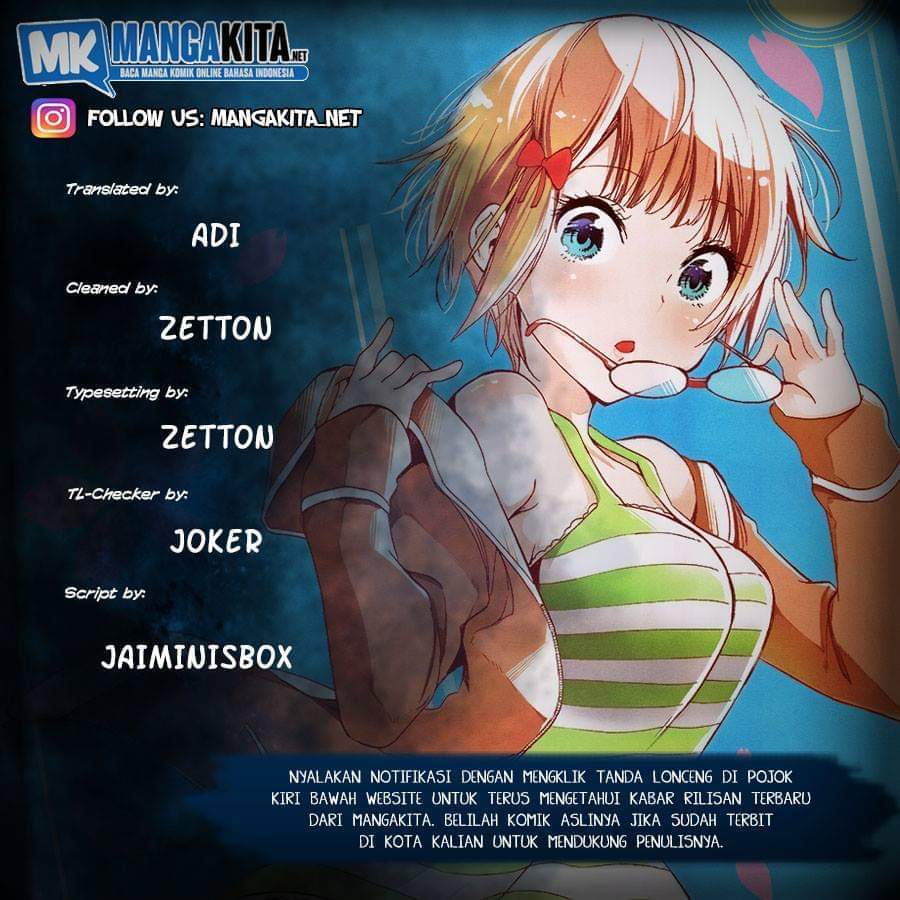 MK MANGAKITA.NET
BACA MANGA KOMIK ONLINE BAHASA INDONESIA
FOLLOW US: MANGAKITA_NET
Translated by:
ADI
Cleaned by:
ZETTON
Typesetting by:
ZETTON
TL-Checker by:
JOKER
Script by:
JAIMINISBOX
NYALAKAN NOTIFIKASI DENGAN MENGKLIK TANDA LONCENG DI POJOK
KIRI BAWAH WEBSITE UNTUK TERUS MENGETAHUI KABAR RILISAN TERBARU
DARI MANGAKITA. BELILAH KOMIK ASLINYA JIKA SUDAH TERBIT
DI KOTA KALIAN UNTUK MENDUKUNG PENULISNYA.